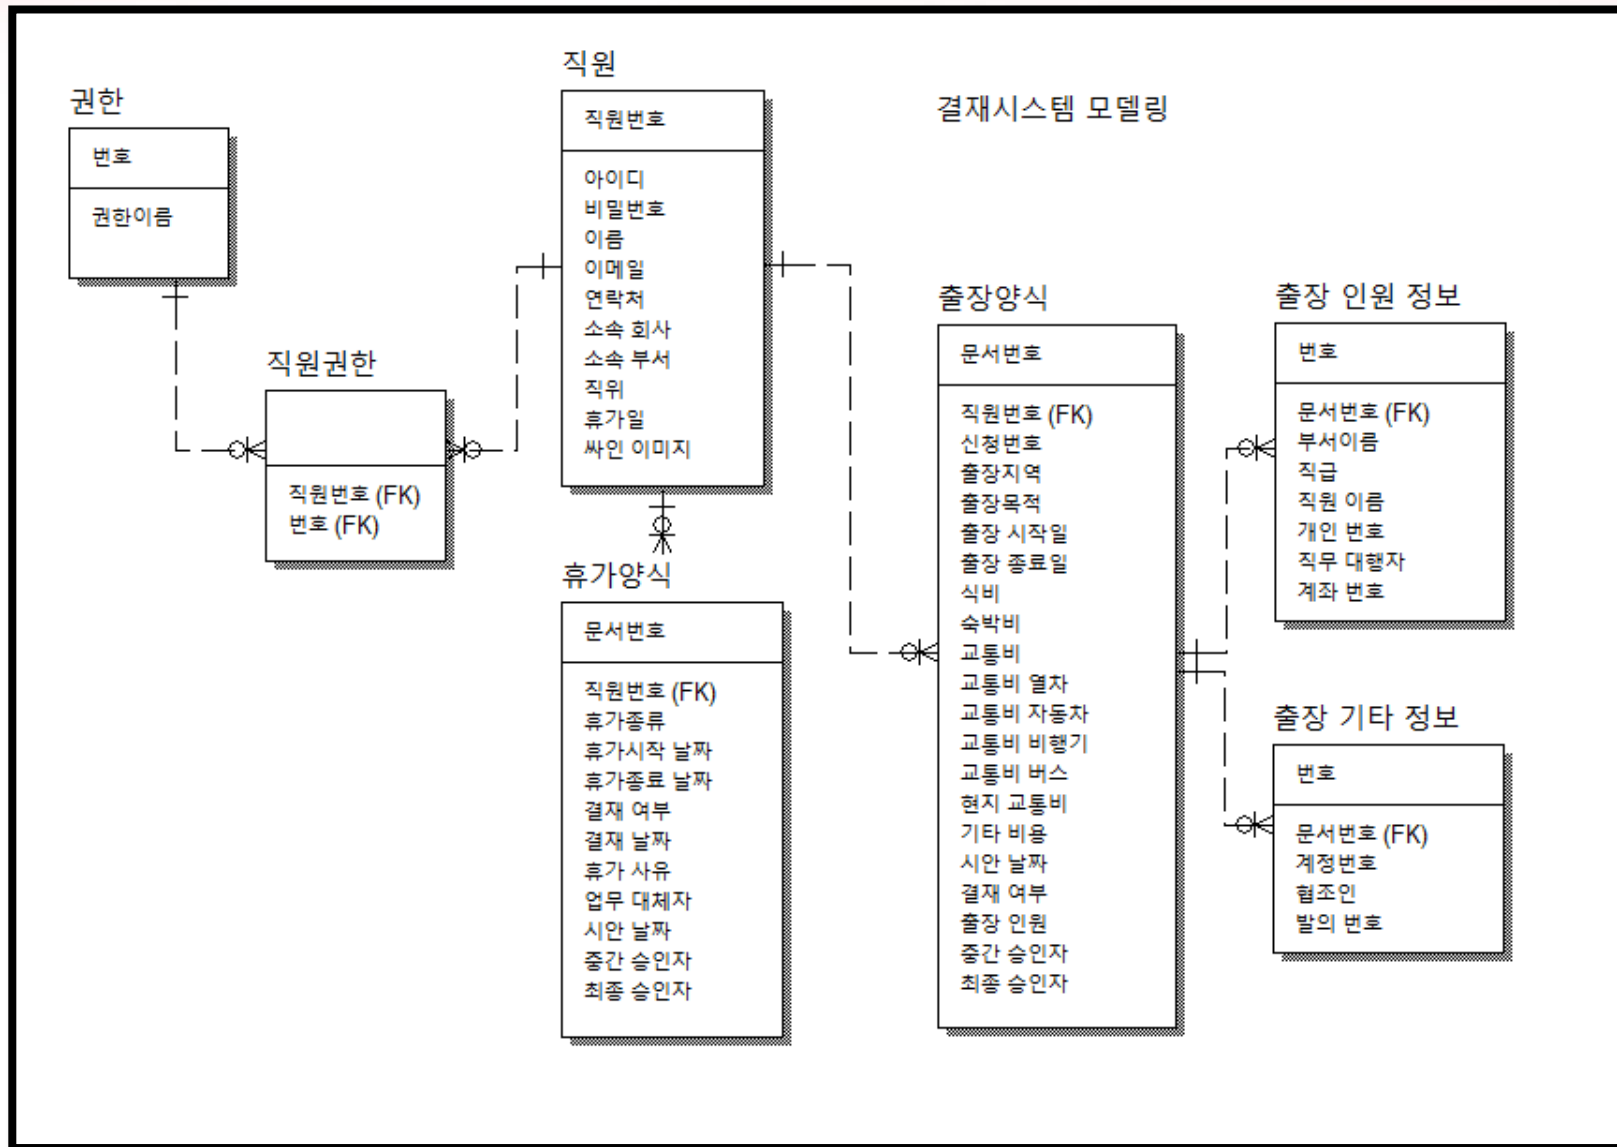 결재시스템 모델링
권한
번호
권한이름
직원권한
직원번호 (FK)
번호 (FK)
직원
직원번호
아이디
비밀번호
이름
이메일
연락처
소속 회사
소속 부서
직위
휴가일
싸인 이미지
휴가양식
문서번호
직원번호 (FK)
휴가종류
휴가시작 날짜
휴가종료 날짜
결재 여부
결재 날짜
휴가 사유
업무 대체자
시안 날짜
중간 승인자
최종 승인자
출장양식
문서번호
직원번호 (FK)
신청번호
출장지역
출장목적
출장 시작일
출장 종료일
식비
숙박비
교통비
교통비 열차
교통비 자동차
교통비 비행기
교통비 버스
현지 교통비
기타 비용
시안 날짜
결재 여부
출장 인원
중간 승인자
최종 승인자
출장 인원 정보
번호
문서번호 (FK)
부서이름
직급
직원 이름
개인 번호
직무 대행자
계좌 번호
출장 기타 정보
번호
문서번호 (FK)
계정번호
협조인
발의 번호